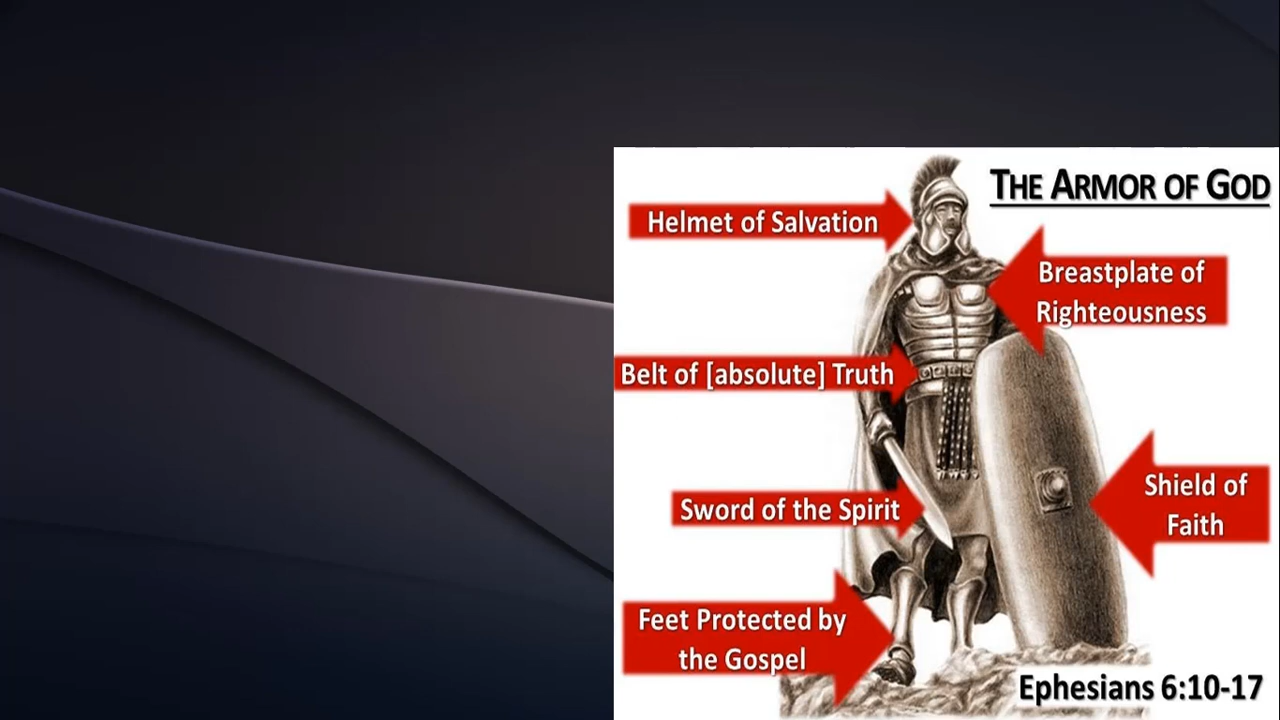 THE ARMOR OF GOD
Helmet of Salvation
Breastplate of
Righteousness
Belt of [absolute] Truth
Sword of the Spirit
Shield of
Faith
Feet Protected by
the Gospel
Ephesians 6:10-17